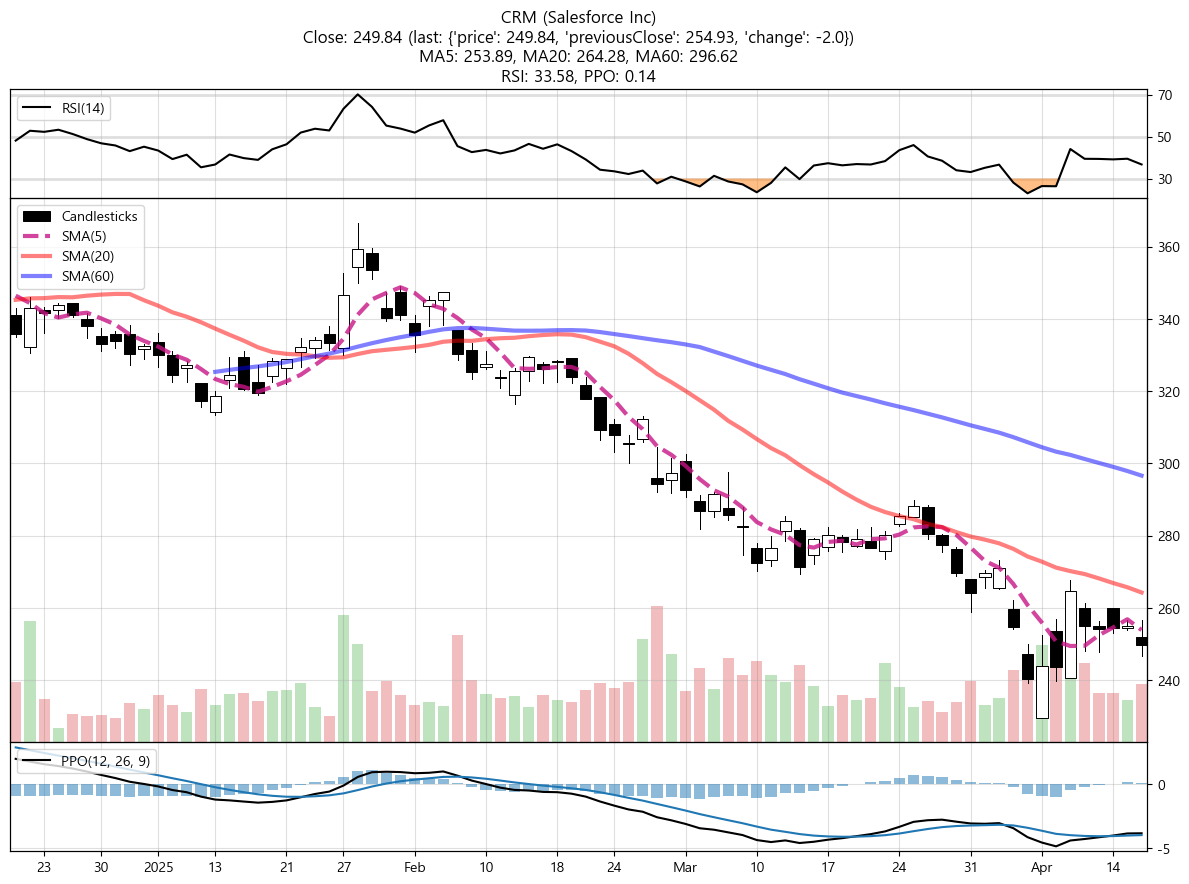 CRM (Salesforce Inc)
Close: 249.84 (last: {'price': 249.84, 'previousClose': 254.93, 'change': -2.0})
MA5: 253.89, MA20: 264.28, MA60: 296.62
RSI: 33.58, PPO: 0.14
RSI(14)
70
50
30
Candlesticks
SMA(5)
SMA(20)
SMA(60)
360
340
320
300
280
260
240
PPO(12, 26, 9)
0
-5
23 30 2025 13 21 27 Feb 10 18 24 Mar 10 17 24 31 Apr 14